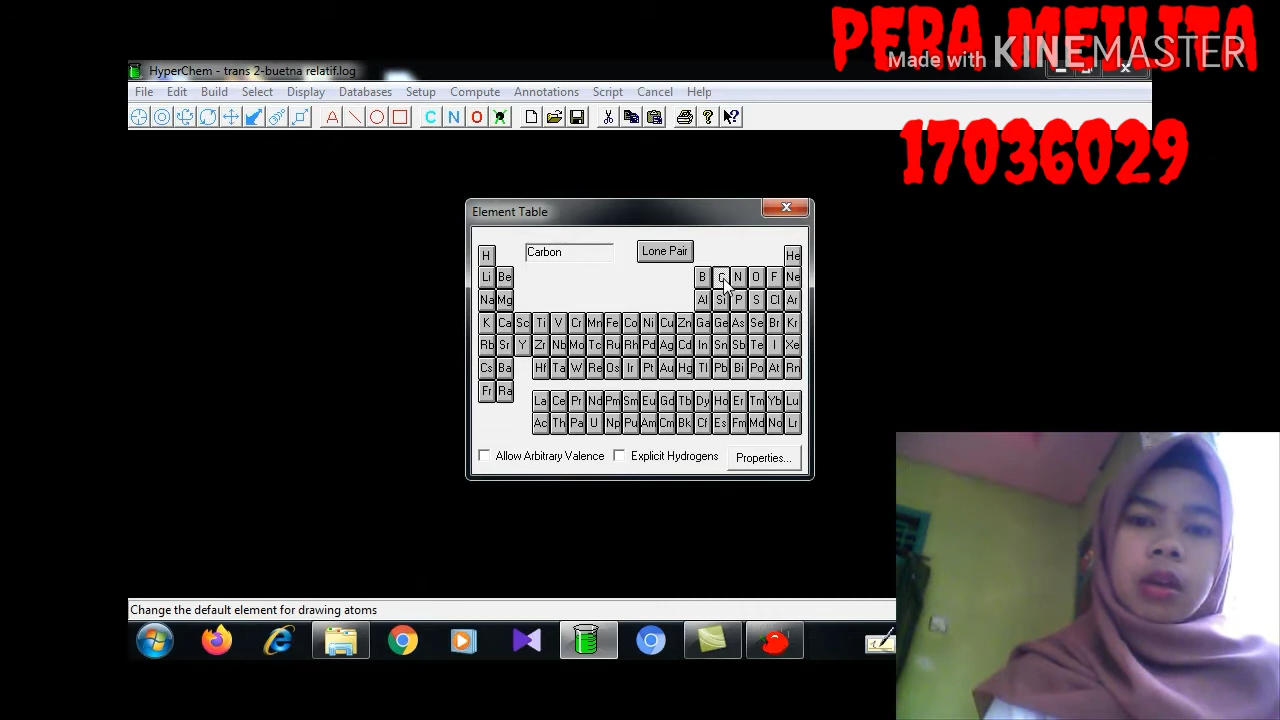 PERA MEILITA
Made with KINEMASTER
17036029
HyperChem - trans 2-buetna relatif.log
File Edit Build Select Display Databases Setup Compute Annotations Script Cancel Help
A C N O
Element Table
Carbon Lone Pair
H He
Li Be B C N O F Ne
Na Mg Al Si P S Cl Ar
K Ca Sc Ti V Cr Mn Fe Co Ni Cu Zn Ga Ge As Se Br Kr
Rb Sr Y Zr Nb Mo Tc Ru Rh Pd Ag Cd In Sn Sb Te I Xe
Cs Ba Hf Ta W Re Os Ir Pt Au Hg Tl Pb Bi Po At Rn
Fr Ra
La Ce Pr Nd Pm Sm Eu Gd Tb Dy Ho Er Tm Yb Lu
Ac Th Pa U Np Pu Am Cm Bk Cf Es Fm Md No Lr
Allow Arbitrary Valence Explicit Hydrogens Properties...
Change the default element for drawing atoms